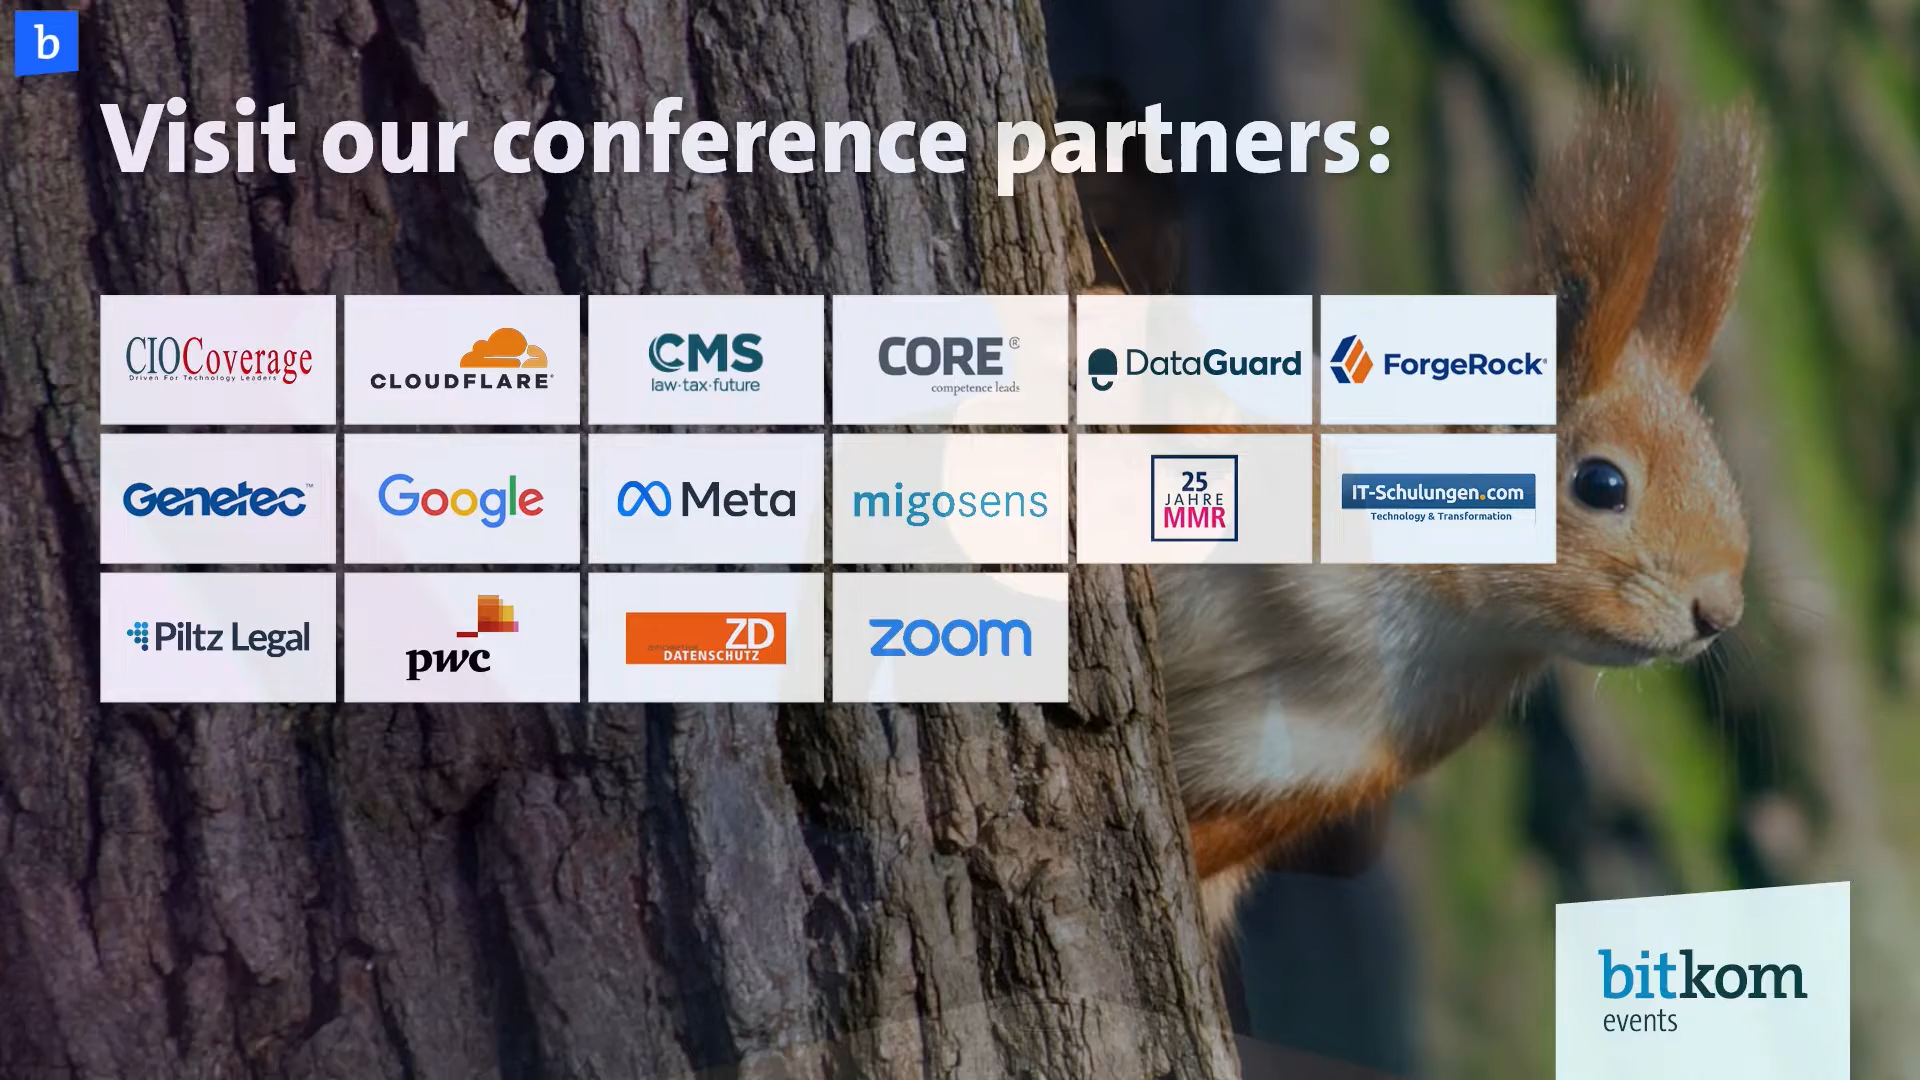 b
Visit our conference partners:
CIOCoverage
Driven For Technology Leaders
CLOUDFLARE®
CMS
law·tax·future
CORE®
competence leads
DataGuard
ForgeRock®
Genetec™
Google
Meta
migosens
25
JAHRE
MMR
IT-Schulungen.com
Technology & Transformation
Piltz Legal
pwc
ZD
DATENSCHUTZ
zoom
bitkom
events